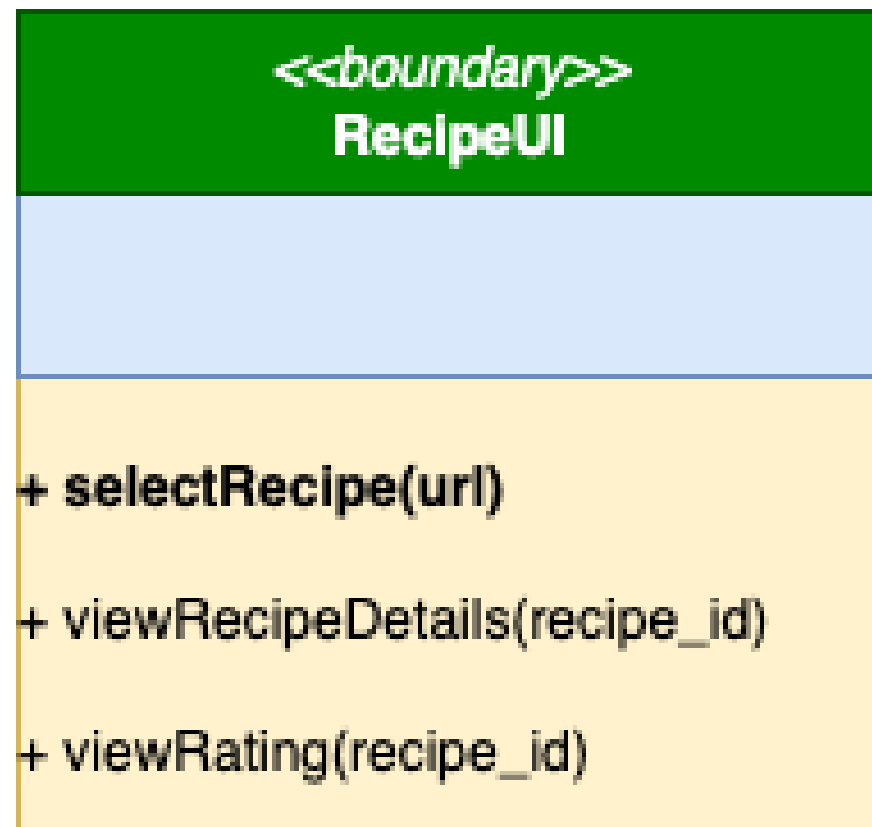 <<boundary>>
RecipeUI
+ selectRecipe(url)
+ viewRecipeDetails(recipe_id)
+ viewRating(recipe_id)